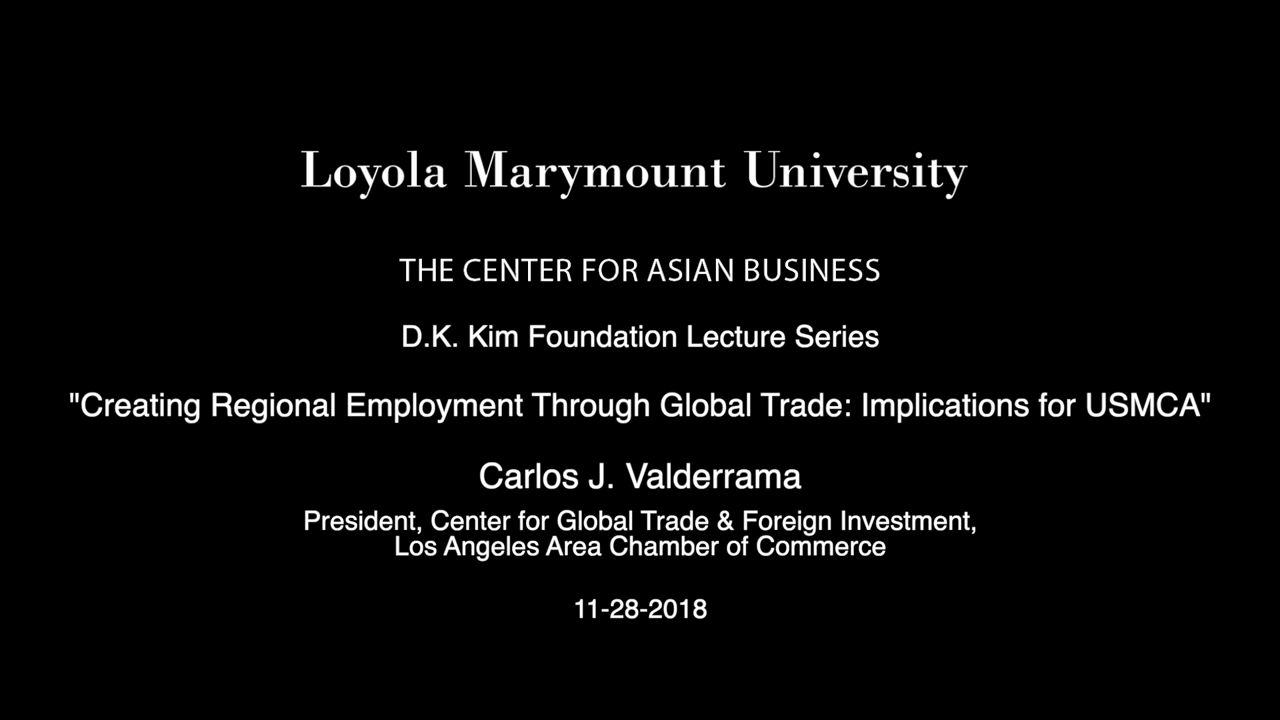 Loyola Marymount University
THE CENTER FOR ASIAN BUSINESS
D.K. Kim Foundation Lecture Series
"Creating Regional Employment Through Global Trade: Implications for USMCA"
Carlos J. Valderrama
President, Center for Global Trade & Foreign Investment,
Los Angeles Area Chamber of Commerce
11-28-2018